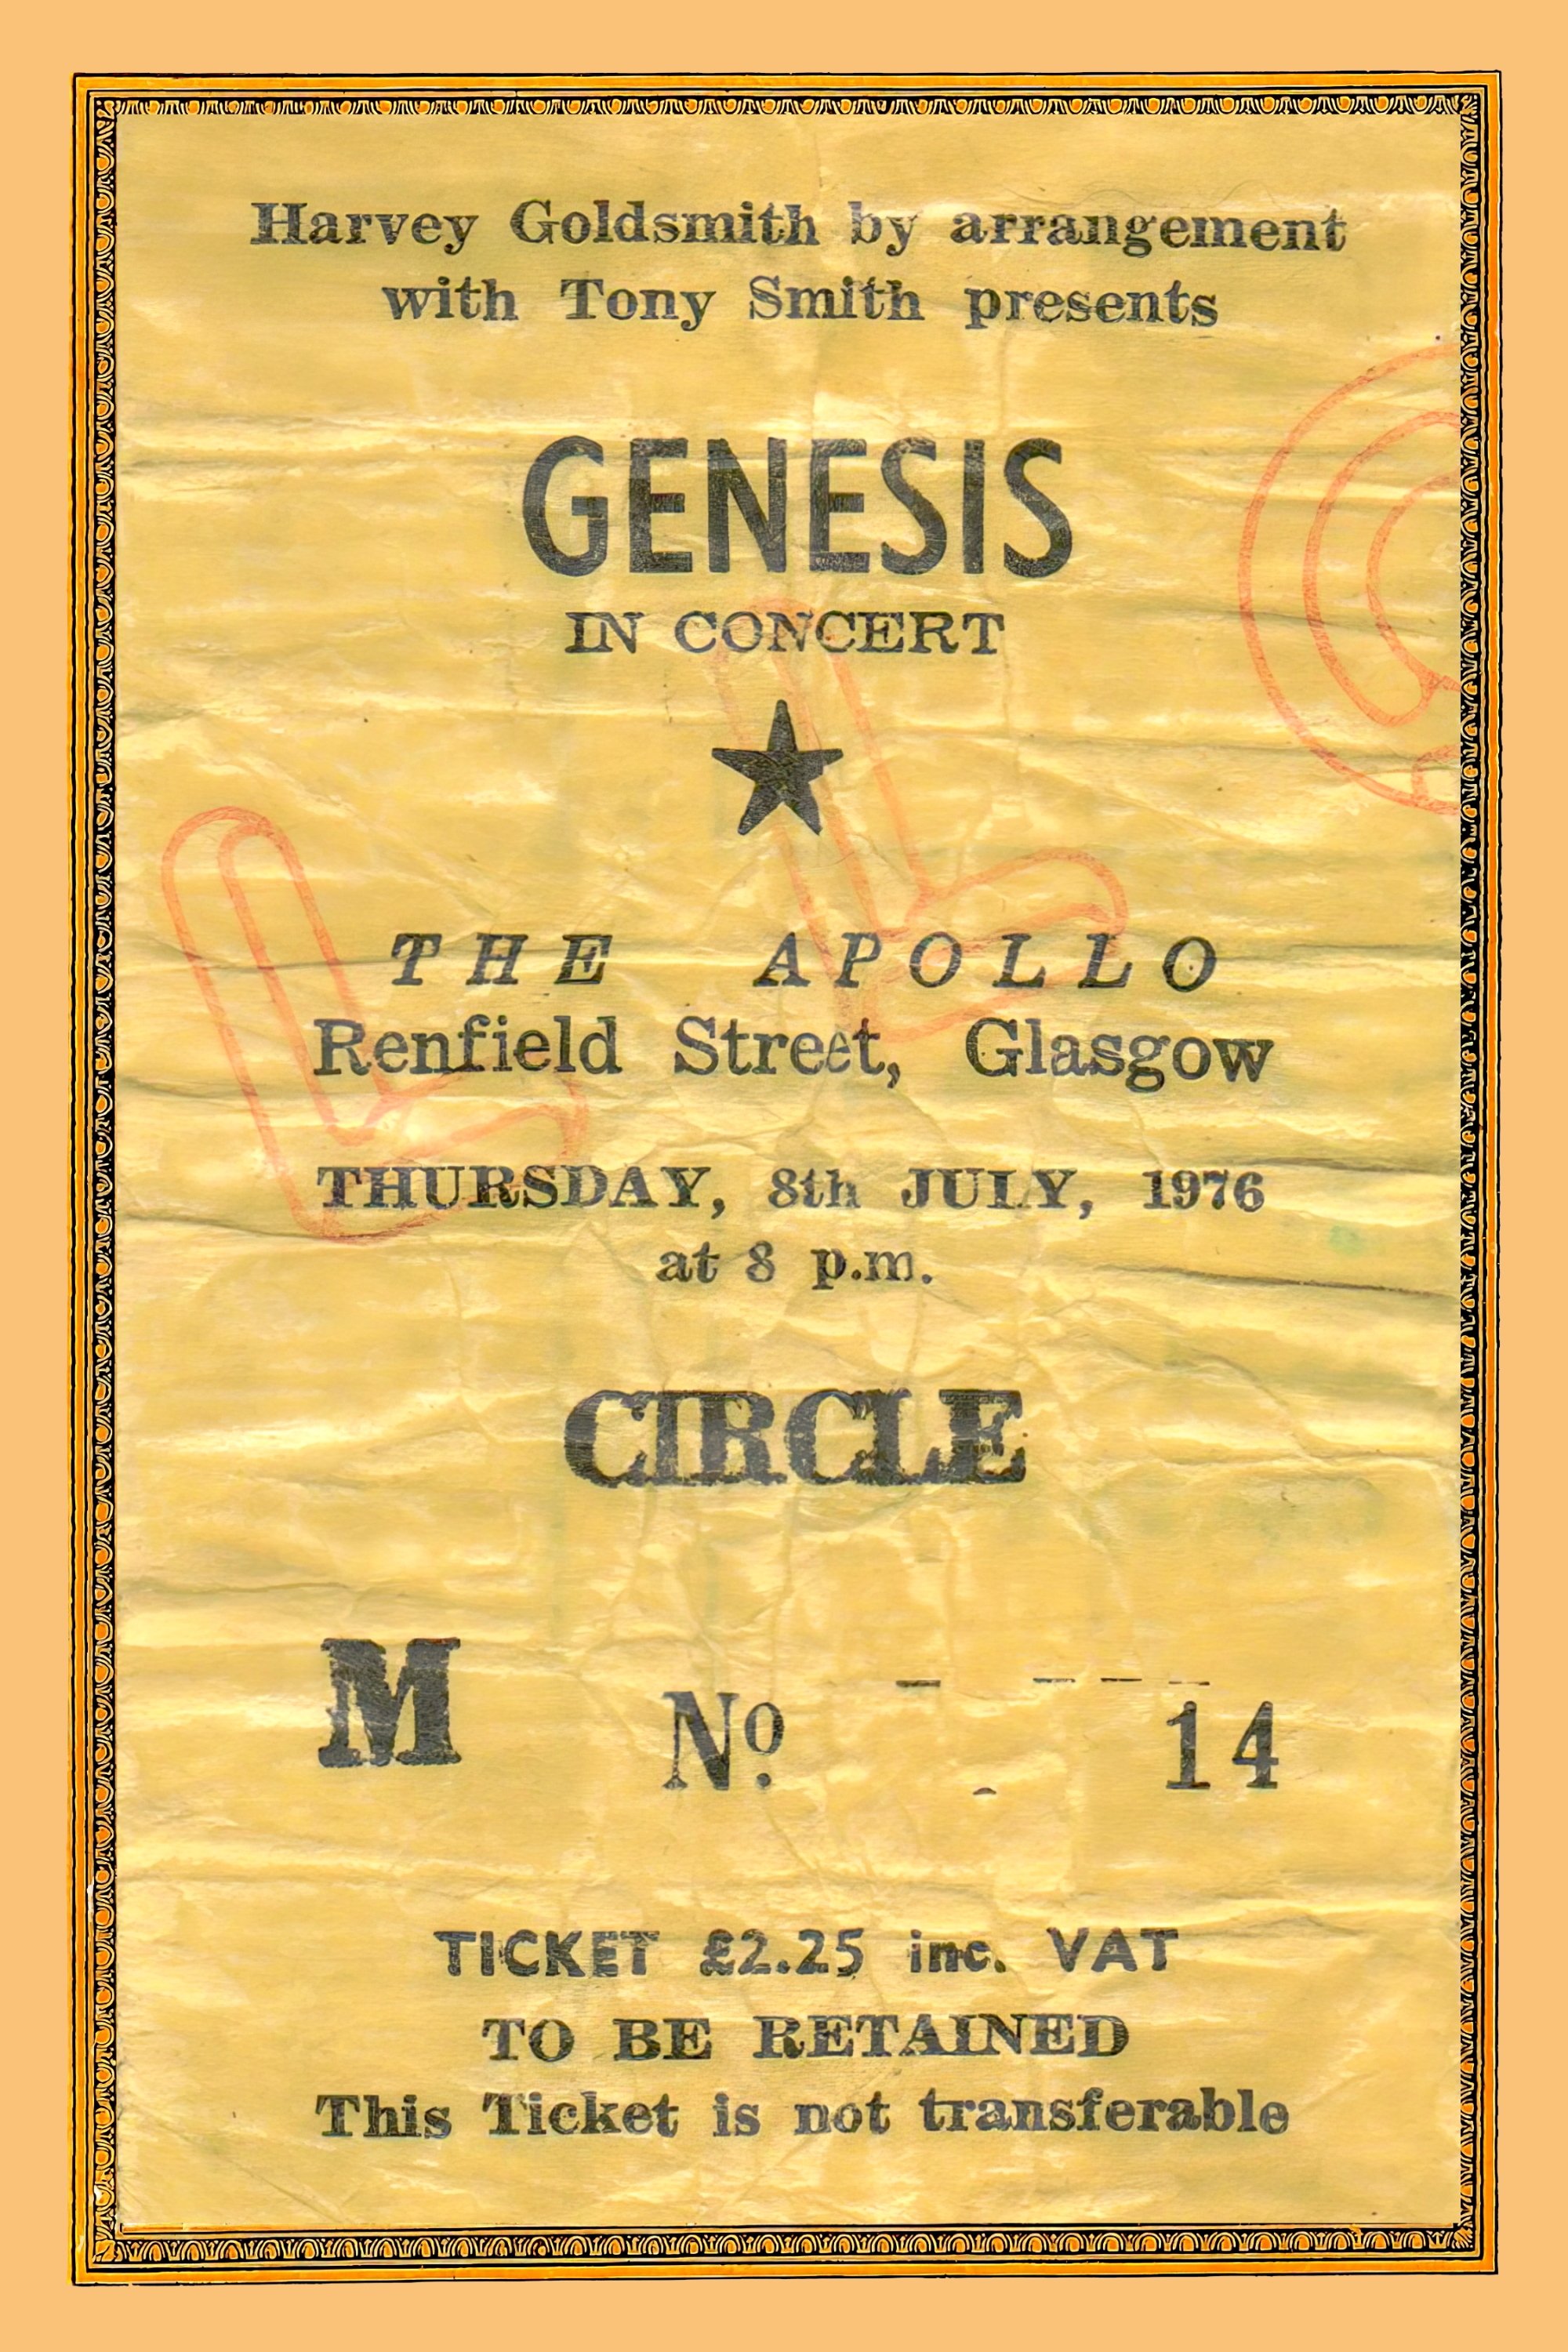 Harvey Goldsmith by arrangement
with Tony Smith presents
GENESIS
IN CONCERT
THE APOLLO
Renfield Street, Glasgow
THURSDAY, 8th JULY, 1976
at 8 p.m.
CIRCLE
M Nº 14
TICKET £2.25 inc. VAT
TO BE RETAINED
This Ticket is not transferable